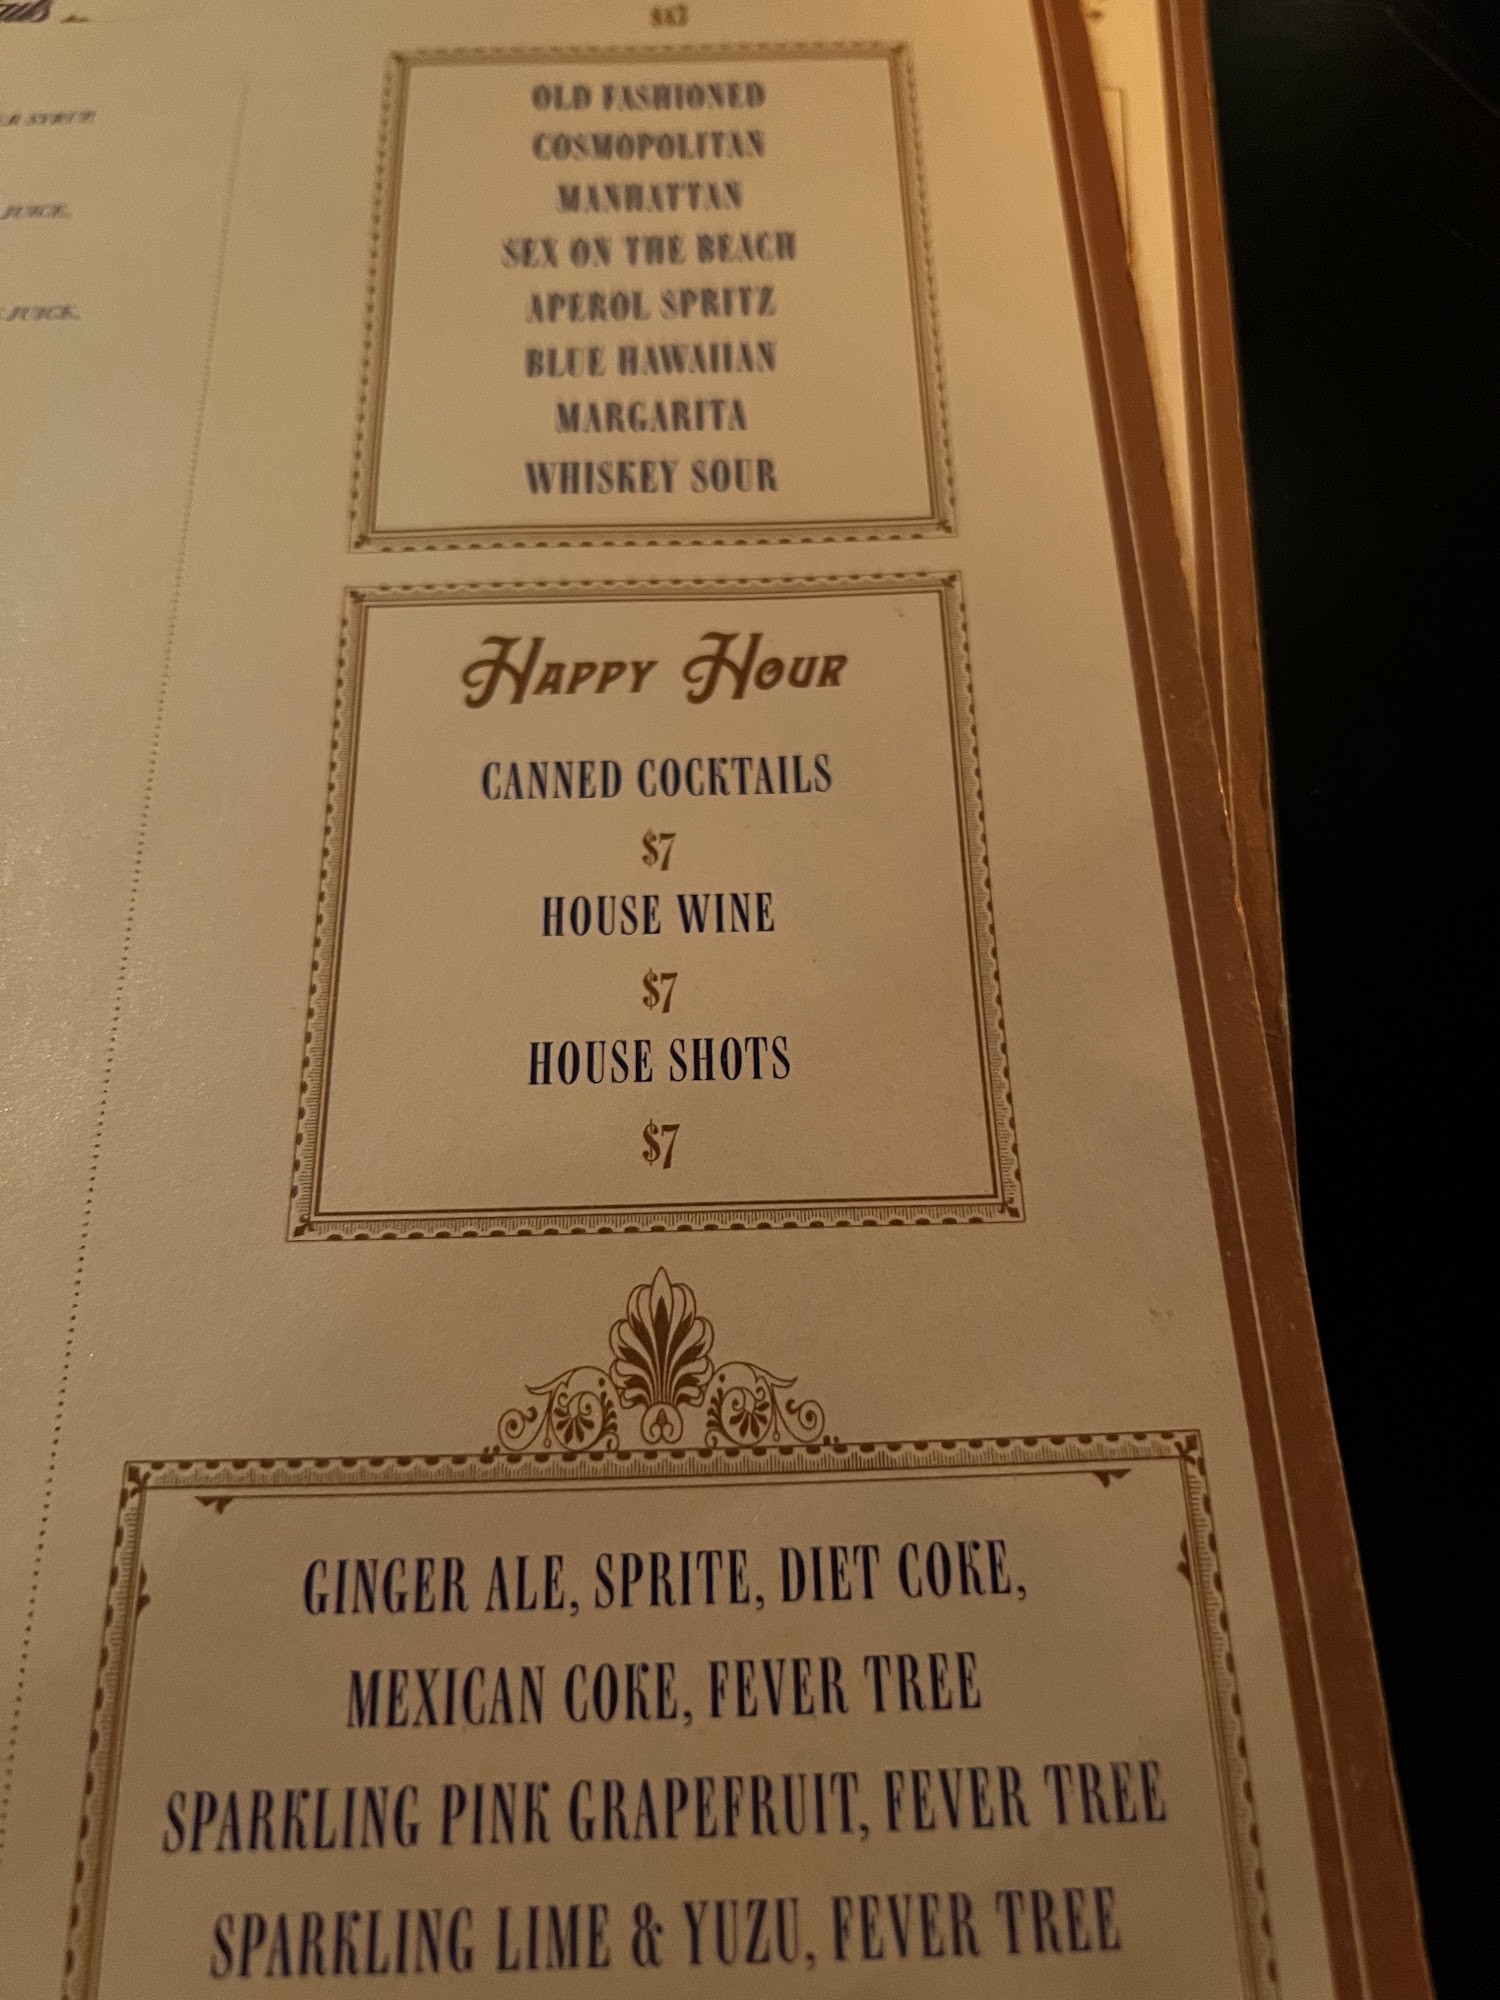 JUICE,
JUICE,
OLD FASHIONED
COSMOPOLITAN
MANHATTAN
SEX ON THE BEACH
APEROL SPRITZ
BLUE HAWAIIAN
MARGARITA
WHISKEY SOUR
HAPPY HOUR
CANNED COCKTAILS
$7
HOUSE WINE
$7
HOUSE SHOTS
$7
GINGER ALE, SPRITE, DIET COKE,
MEXICAN COKE, FEVER TREE
SPARKLING PINK GRAPEFRUIT, FEVER TREE
SPARKLING LIME & YUZU, FEVER TREE